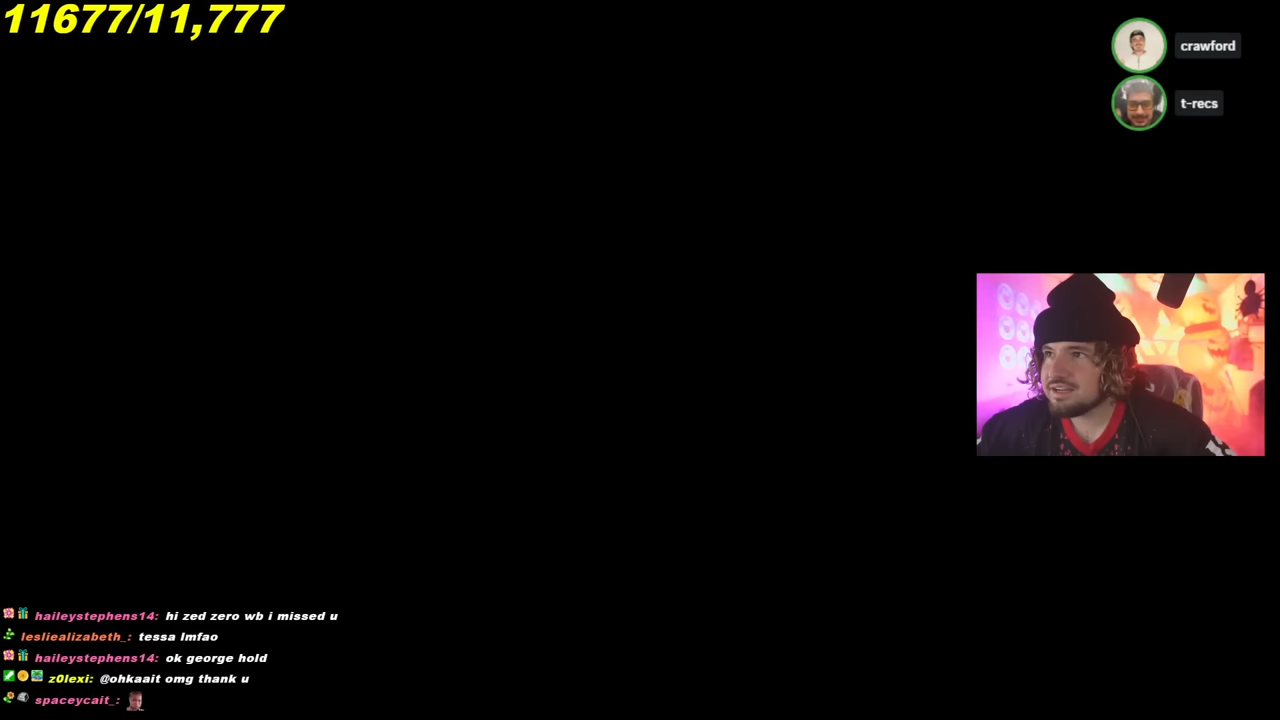 11677/11,777
crawford
t-recs
haileystephens14: hi zed zero wb i missed u
lesliealizabeth_: tessa lmfao
haileystephens14: ok george hold
z0lexi: @ohkaait omg thank u
spaceycait_: